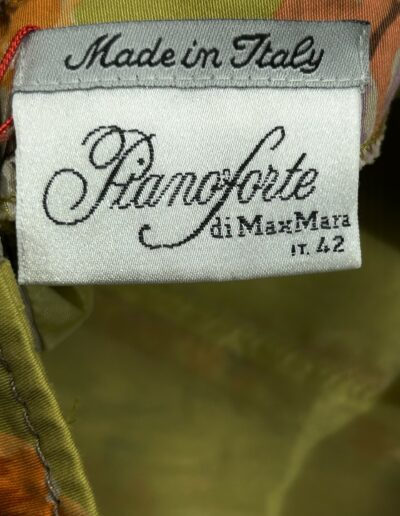 Made in Italy
Pianoforte
di MaxMara
IT. 42